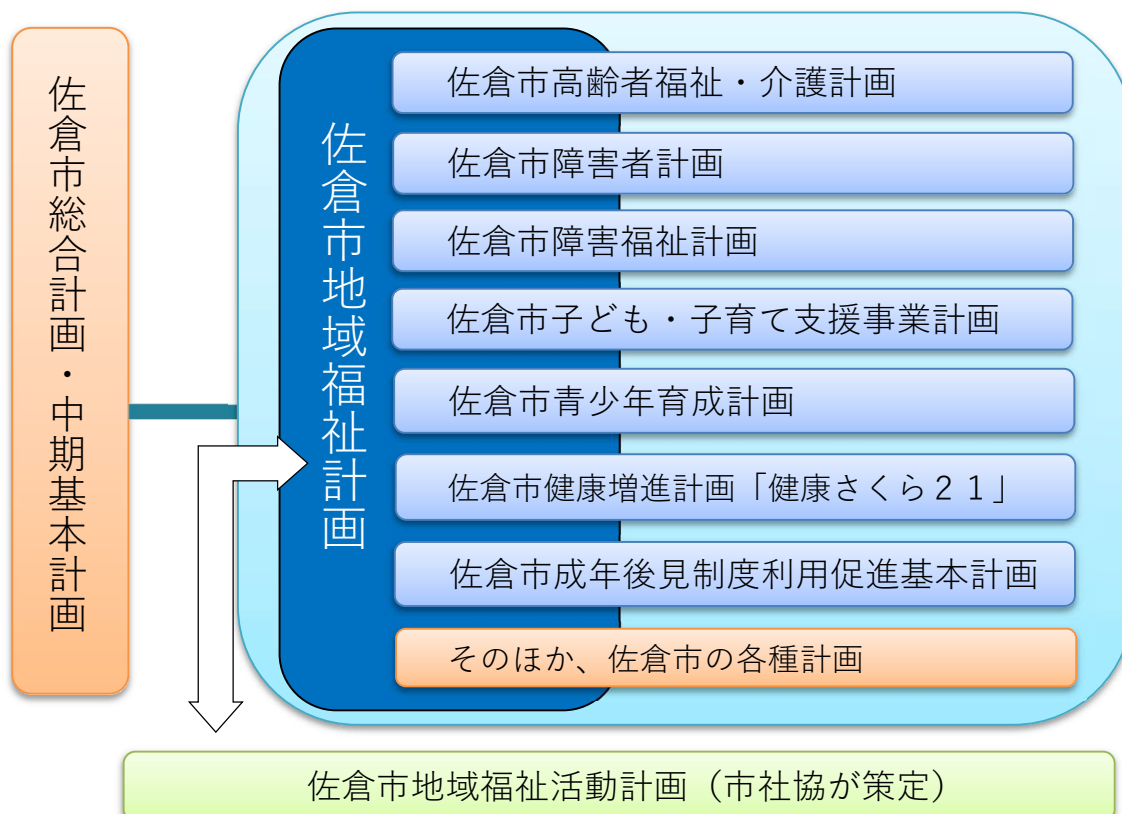 佐倉市総合計画・中期基本計画
佐倉市地域福祉計画
佐倉市高齢者福祉・介護計画
佐倉市障害者計画
佐倉市障害福祉計画
佐倉市子ども・子育て支援事業計画
佐倉市青少年育成計画
佐倉市健康増進計画「健康さくら２１」
佐倉市成年後見制度利用促進基本計画
そのほか、佐倉市の各種計画
佐倉市地域福祉活動計画（市社協が策定）